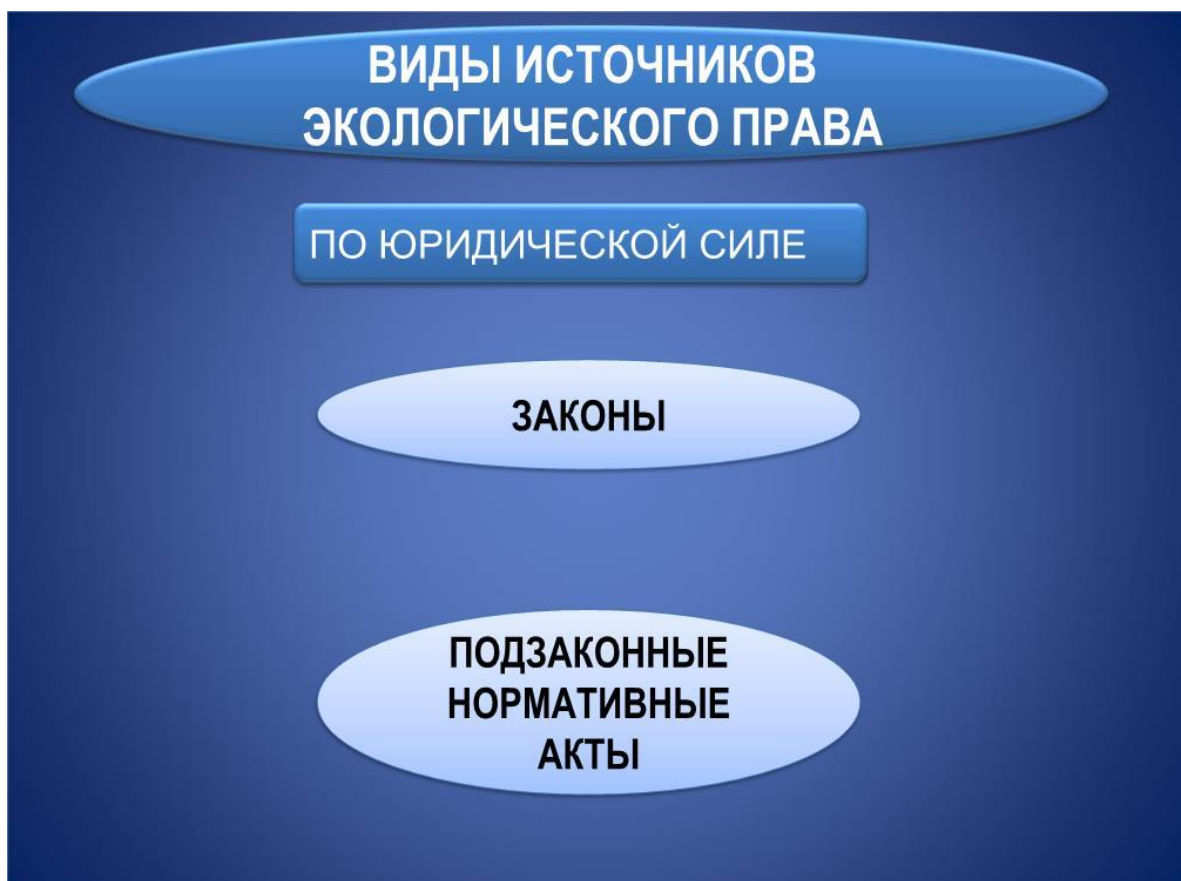 ВИДЫ ИСТОЧНИКОВ
ЭКОЛОГИЧЕСКОГО ПРАВА
ПО ЮРИДИЧЕСКОЙ СИЛЕ
ЗАКОНЫ
ПОДЗАКОННЫЕ
НОРМАТИВНЫЕ
АКТЫ